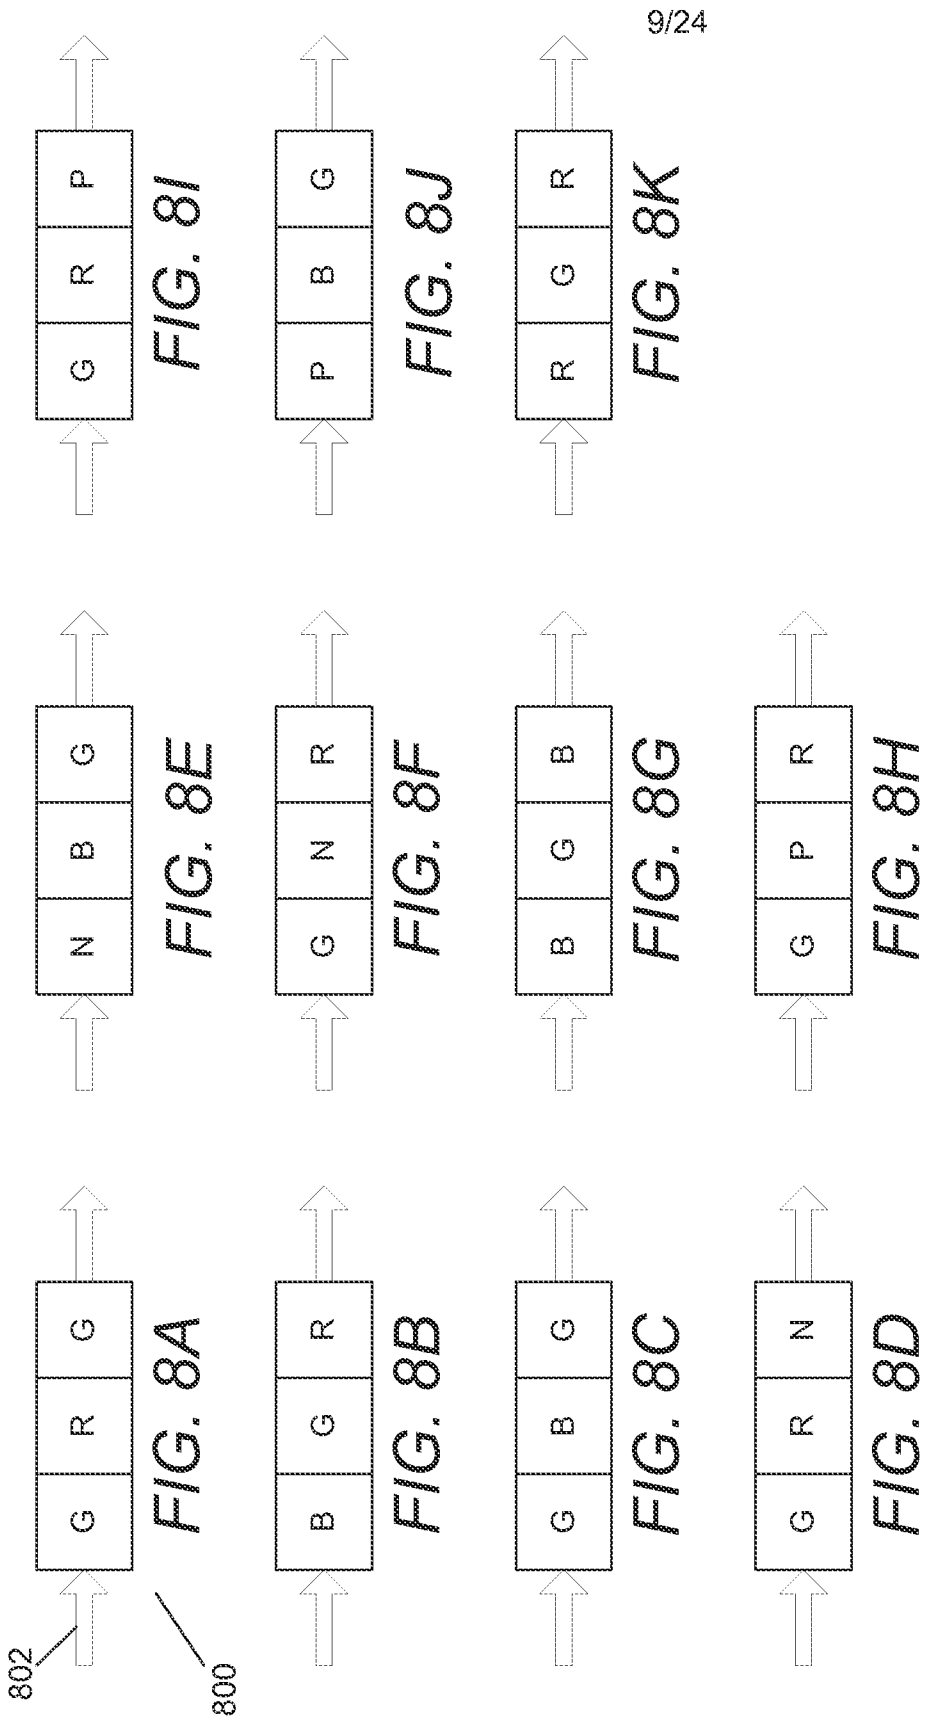 9/24
802
800
G R G
FIG. 8A
B G R
FIG. 8B
G B G
FIG. 8C
G R N
FIG. 8D
N B G
FIG. 8E
G N R
FIG. 8F
B G B
FIG. 8G
G P R
FIG. 8H
G R P
FIG. 8I
P B G
FIG. 8J
R G R
FIG. 8K